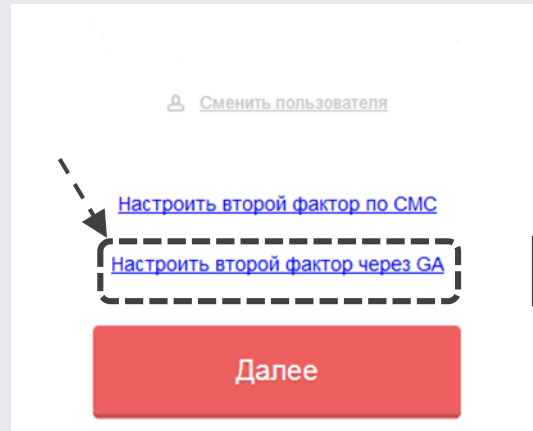 Сменить пользователя
Настроить второй фактор по СМС
Настроить второй фактор через GA
Далее